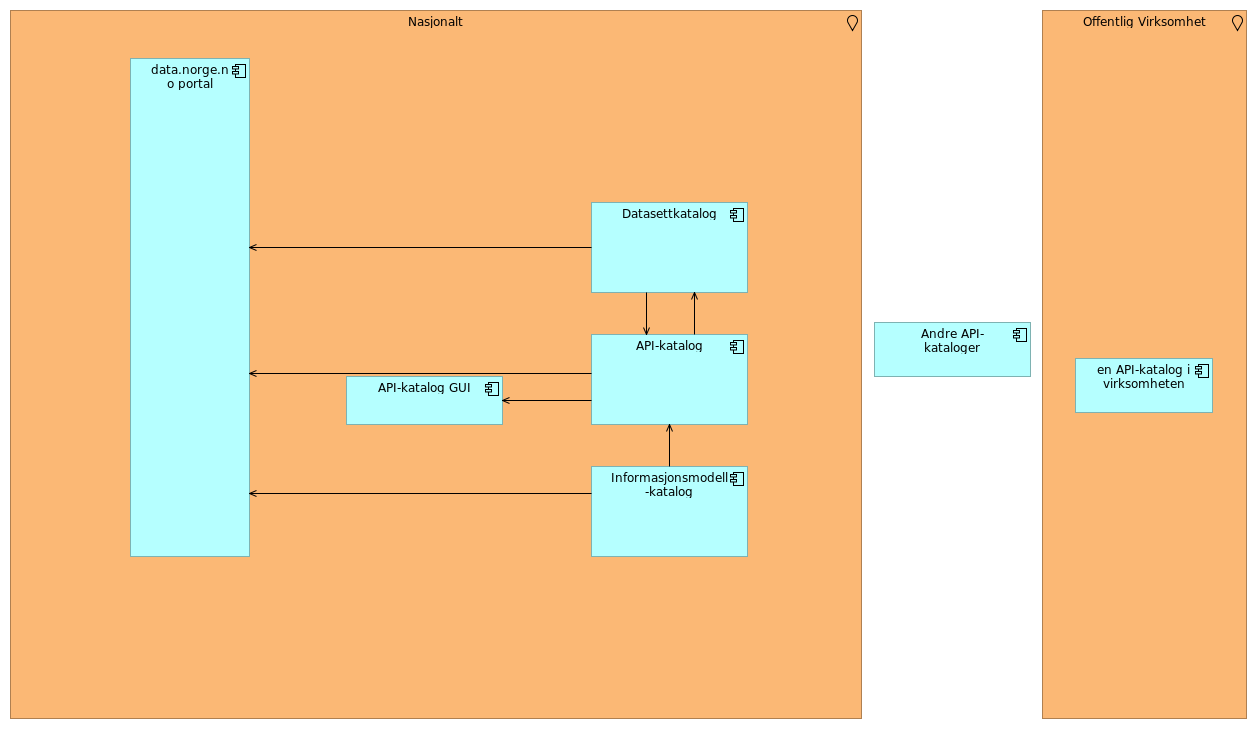 Nasjonalt
Offentlig Virksomhet
data.norge.n
o portal
Datasettkatalog
API-katalog
API-katalog GUI
Informasjonsmodell
-katalog
Andre API-
kataloger
en API-katalog i
virksomheten